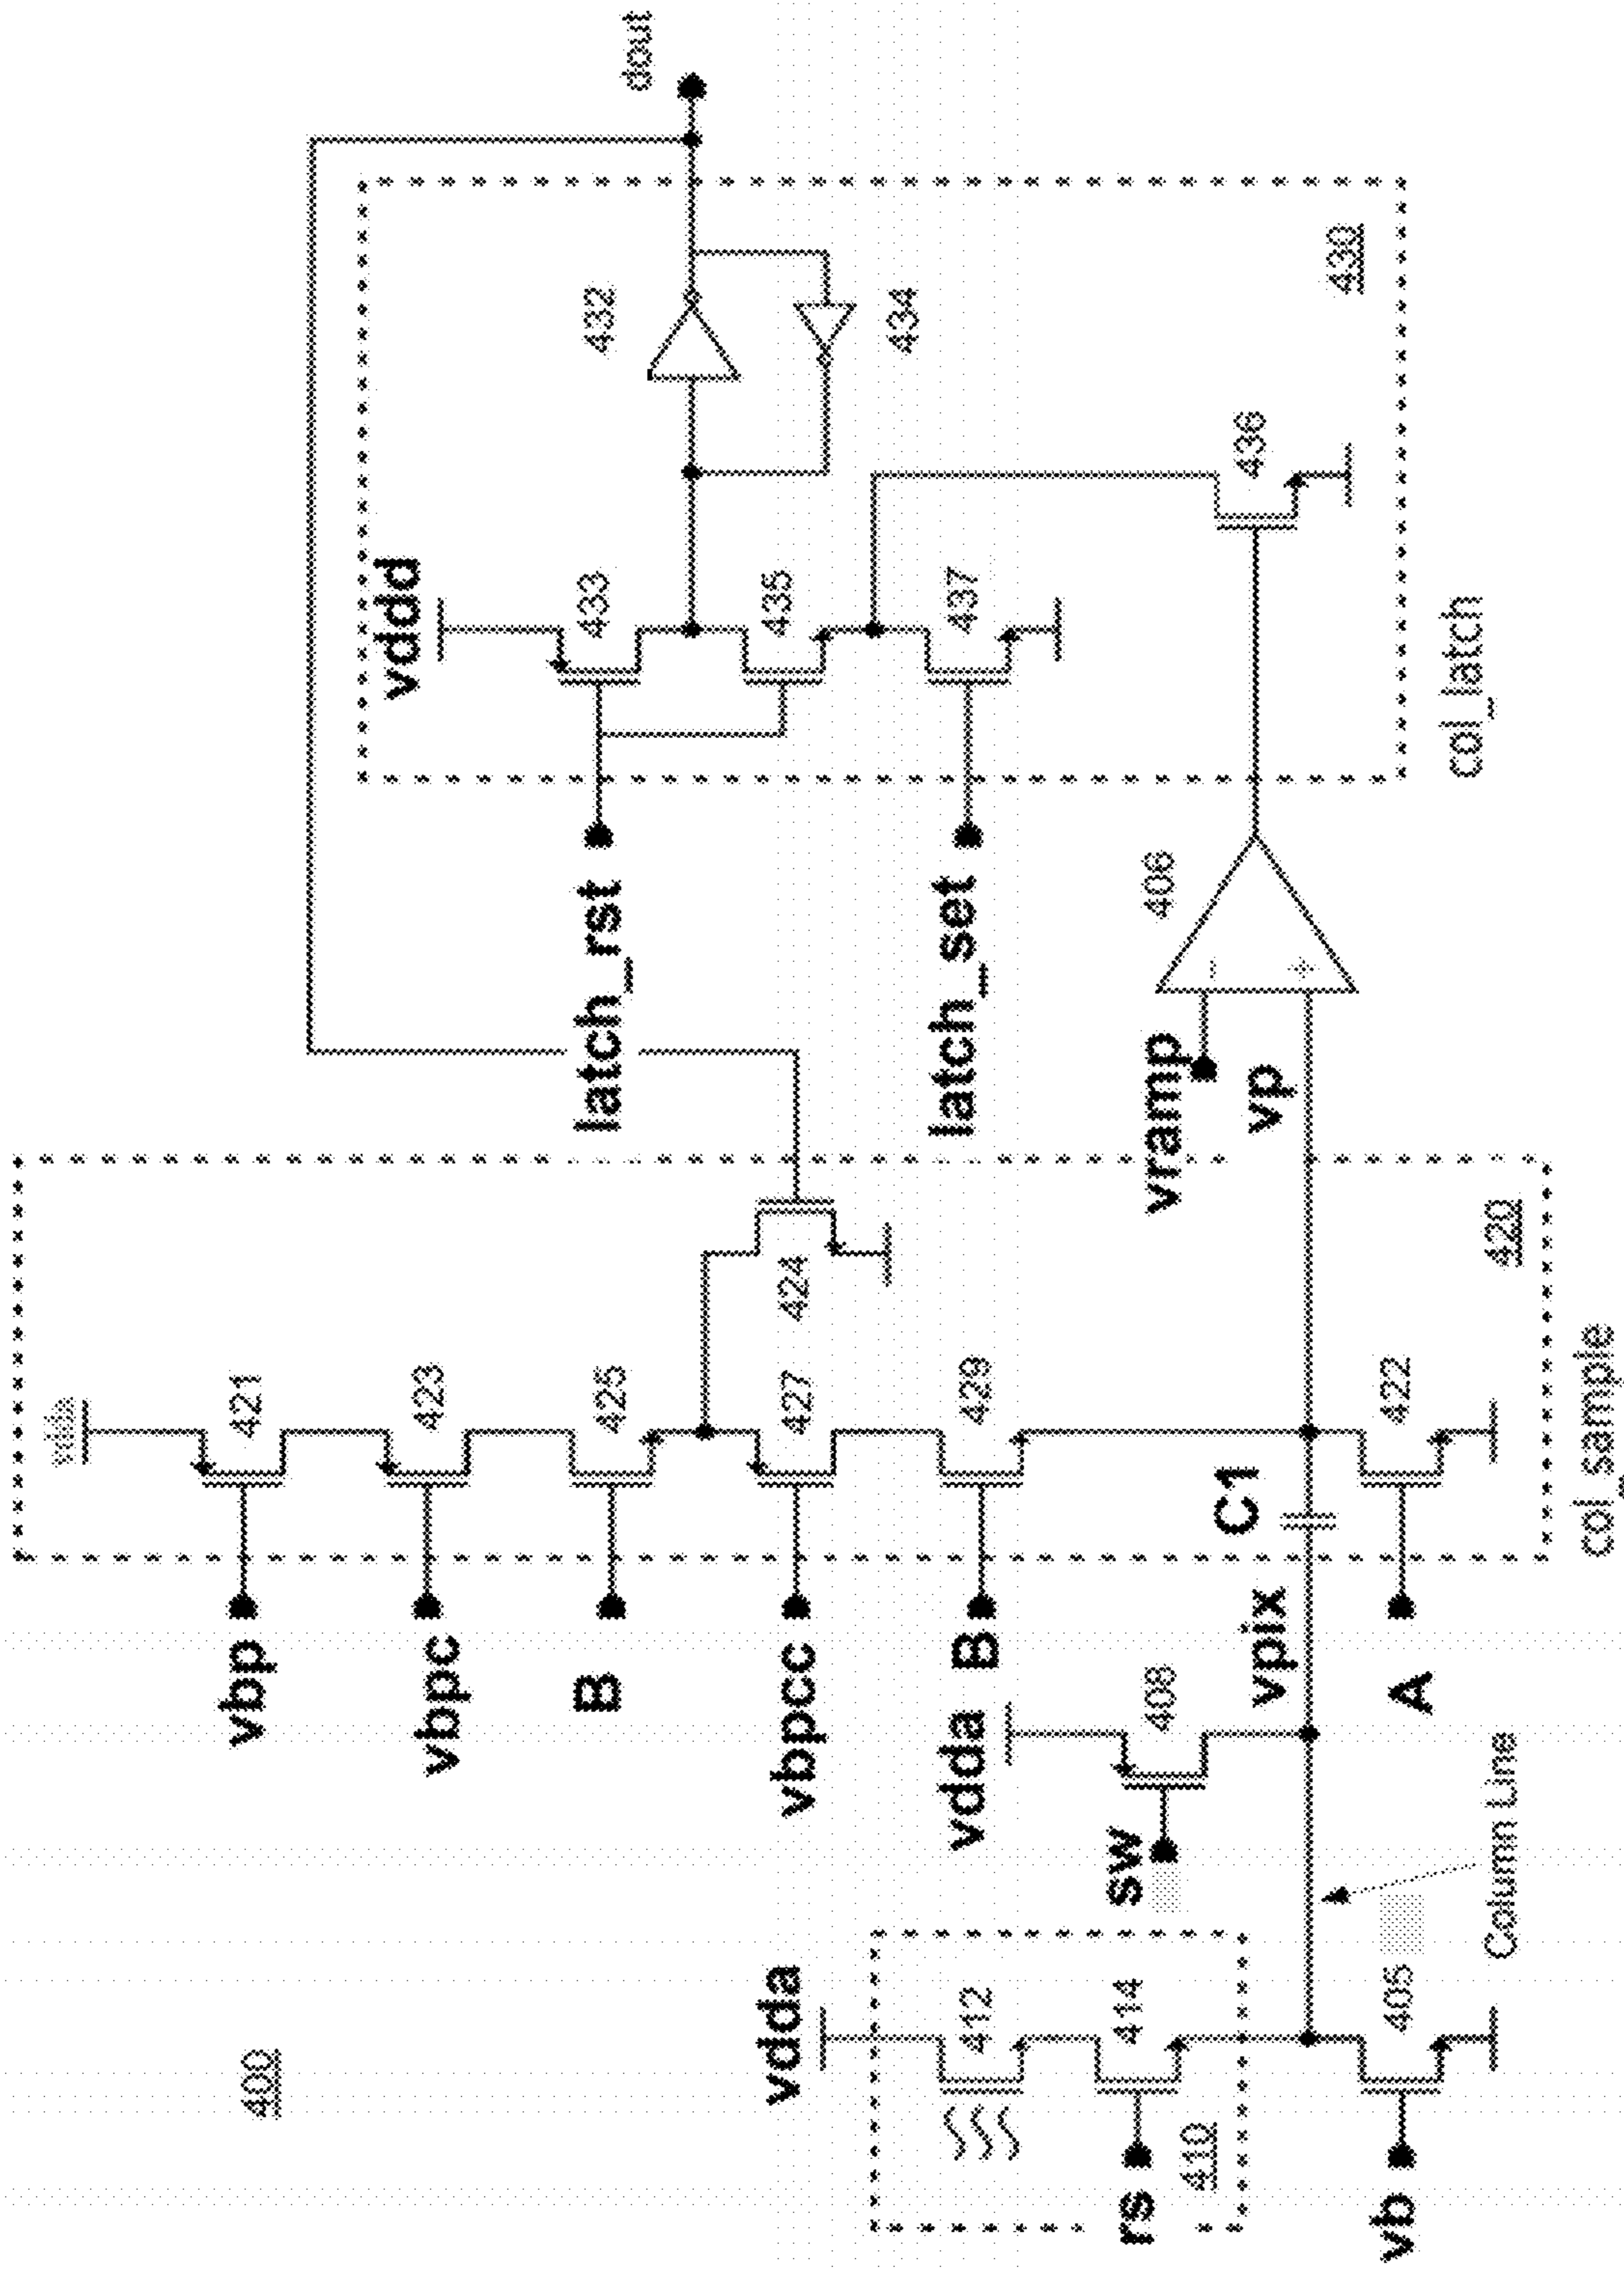 400
vdda
412
414
rs
410
vb
405
Column Line
sw
vdda
408
vpix
C1
vbp
vbpc
B
vbpcc
B
A
vdda
421
423
425
427
429
422
424
420
col_sample
vramp
vp
-
+
406
latch_rst
latch_set
vddd
433
435
437
432
434
436
430
col_latch
dout